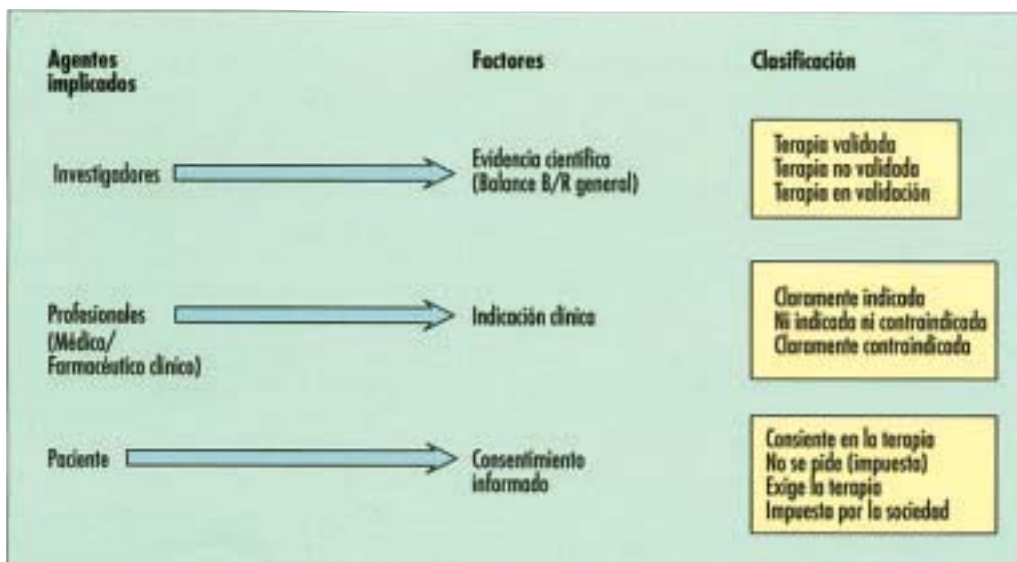 Agentes
implicados
Factores
Clasificación
Investigadores
Evidencia científica
(Balance B/R general)
Terapia validada
Terapia no validada
Terapia en validación
Profesionales
(Médico/
Farmacéutico clínico)
Indicación clínica
Claramente indicada
Ni indicada ni contraindicada
Claramente contraindicada
Paciente
Consentimiento
informado
Consiente en la terapia
No se pide (impuesta)
Exige la terapia
Impuesta por la sociedad